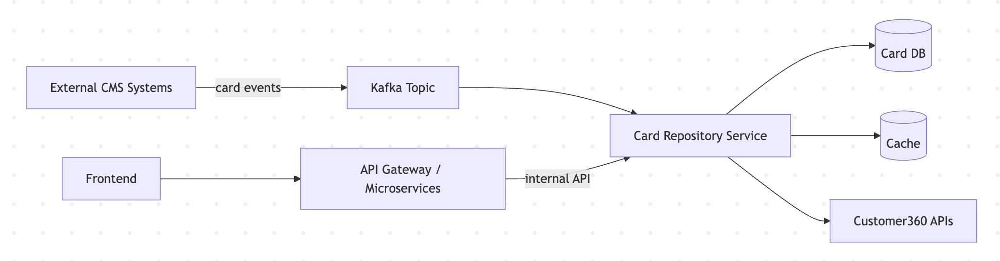 External CMS Systems
card events
Kafka Topic
Frontend
API Gateway /
Microservices
internal API
Card Repository Service
Card DB
Cache
Customer360 APIs